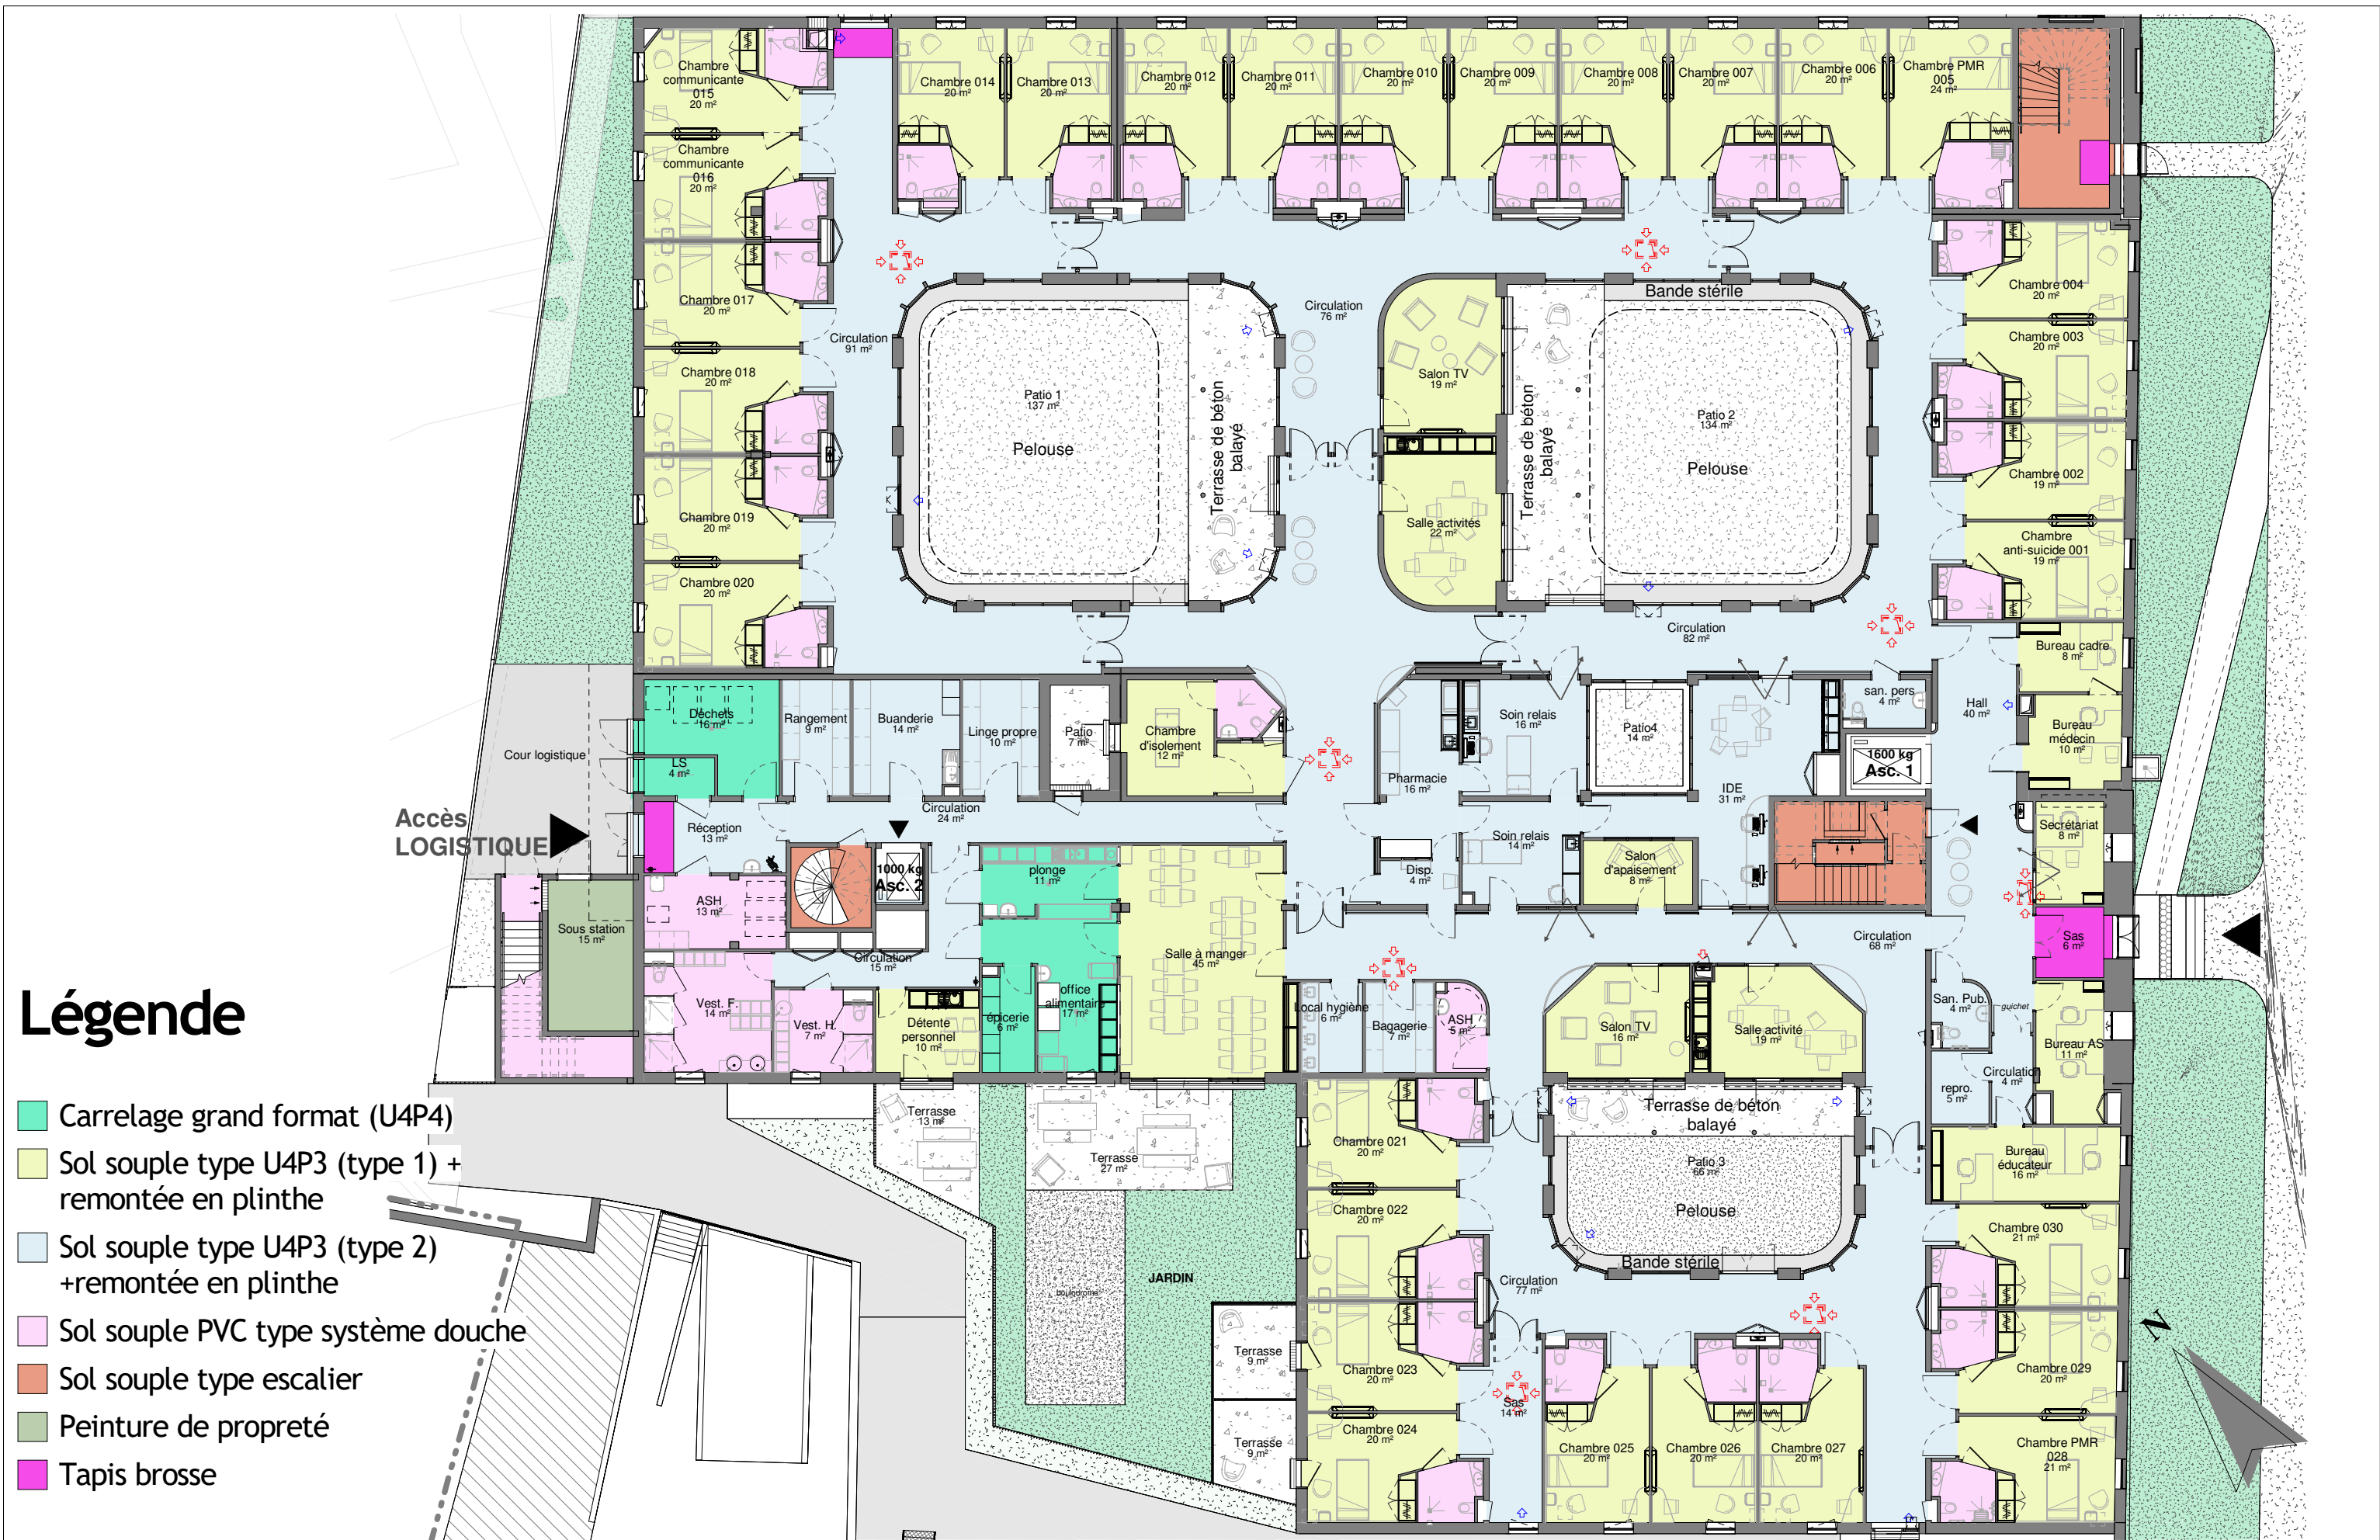 Chambre
communicante
015
20 m²
Chambre
communicante
016
20 m²
Chambre 017
20 m²
Chambre 018
20 m²
Chambre 019
20 m²
Chambre 020
20 m²
Chambre 014
20 m²
Chambre 013
20 m²
Chambre 012
20 m²
Chambre 011
20 m²
Chambre 010
20 m²
Chambre 009
20 m²
Chambre 008
20 m²
Chambre 007
20 m²
Chambre 006
20 m²
Chambre PMR
005
24 m²
Chambre 004
20 m²
Chambre 003
20 m²
Chambre 002
19 m²
Chambre
anti-suicide 001
19 m²
Circulation
91 m²
Patio 1
137 m²
Pelouse
Terrasse de béton
balayé
Circulation
76 m²
Salon TV
19 m²
Salle activités
22 m²
Terrasse de béton
balayé
Bande stérile
Patio 2
134 m²
Pelouse
Circulation
82 m²
Bureau cadre
8 m²
Hall
40 m²
Bureau
médecin
10 m²
san. pers
4 m²
1600 kg
Asc. 1
Secrétariat
8 m²
Sas
6 m²
Cour logistique
Accès
LOGISTIQUE
Déchets
16 m²
LS
4 m²
Rangement
9 m²
Buanderie
14 m²
Linge propre
10 m²
Patio
7 m²
Chambre
d'isolement
12 m²
Pharmacie
16 m²
Soin relais
16 m²
Patio4
14 m²
IDE
31 m²
Réception
13 m²
Circulation
24 m²
1000 kg
Asc. 2
plonge
11 m²
Soin relais
14 m²
Disp.
4 m²
Salon
d'apaisement
8 m²
Sous station
15 m²
ASH
13 m²
Circulation
15 m²
Vest. F.
14 m²
Vest. H.
7 m²
Détente
personnel
10 m²
épicerie
6 m²
office
alimentaire
17 m²
Salle à manger
45 m²
Local hygiène
6 m²
Bagagerie
7 m²
ASH
5 m²
Salon TV
16 m²
Salle activité
19 m²
Circulation
68 m²
San. Pub.
4 m²
guichet
Bureau AS
11 m²
Circulation
4 m²
repro.
5 m²
Bureau
éducateur
16 m²
Terrasse
13 m²
Terrasse
27 m²
JARDIN
boulodrome
Terrasse
9 m²
Terrasse
9 m²
Chambre 021
20 m²
Chambre 022
20 m²
Chambre 023
20 m²
Chambre 024
20 m²
Terrasse de béton
balayé
Patio 3
66 m²
Pelouse
Bande stérile
Circulation
77 m²
Sas
14 m²
Chambre 025
20 m²
Chambre 026
20 m²
Chambre 027
20 m²
Chambre 030
21 m²
Chambre 029
20 m²
Chambre PMR
028
21 m²
N
Légende
Carrelage grand format (U4P4)
Sol souple type U4P3 (type 1) +
remontée en plinthe
Sol souple type U4P3 (type 2)
+remontée en plinthe
Sol souple PVC type système douche
Sol souple type escalier
Peinture de propreté
Tapis brosse